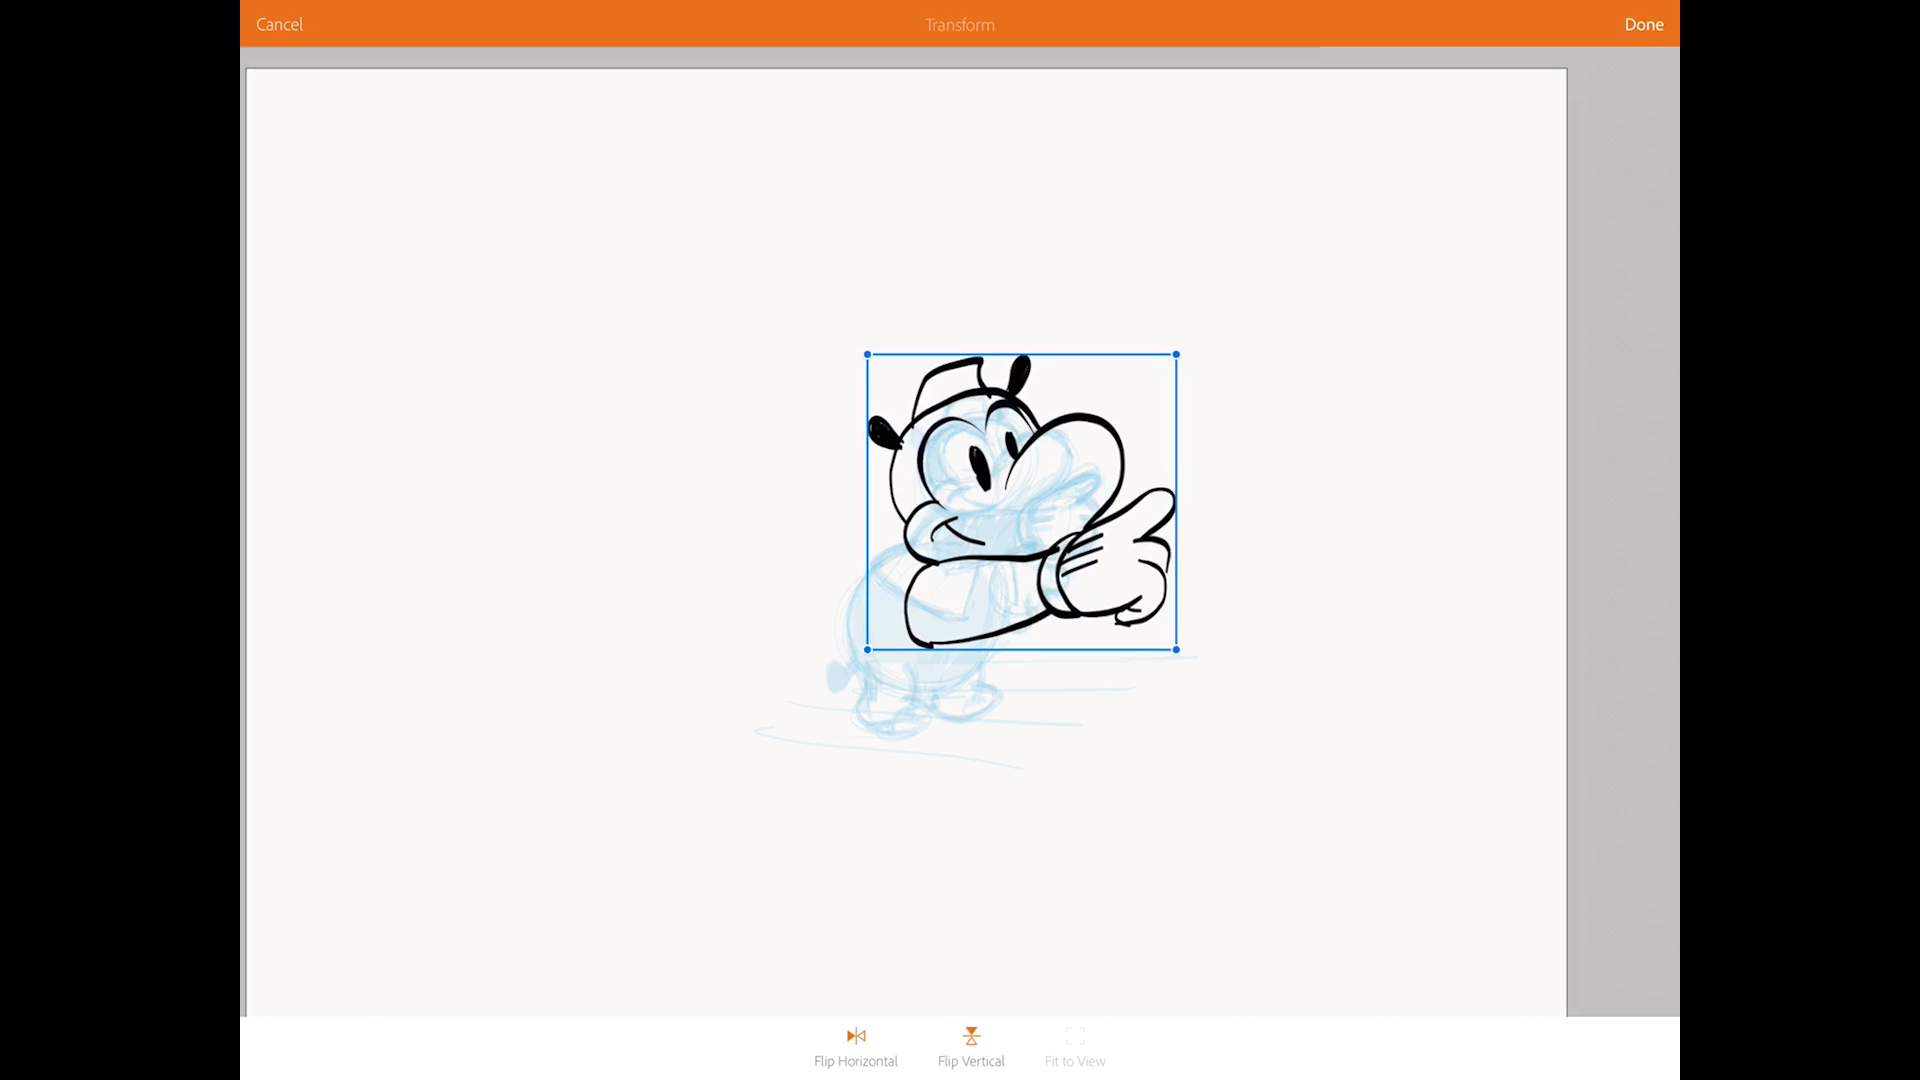 Cancel
Transform
Done
Flip Horizontal
Flip Vertical
Fit to View